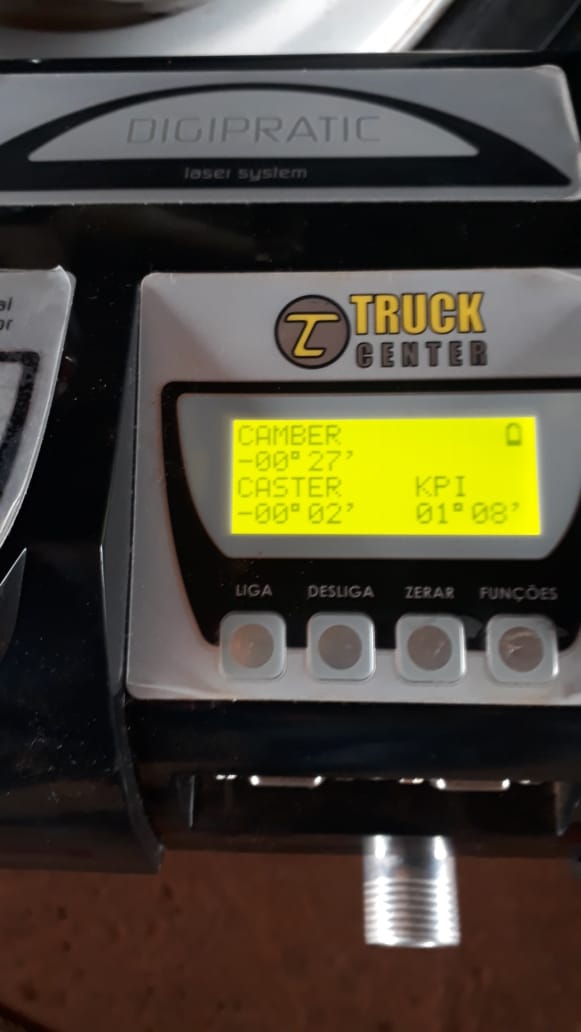 DIGIPRATIC
laser system
TRUCK
CENTER
CAMBER
-00°27'
CASTER KPI
-00°02' 01°08'
LIGA DESLIGA ZERAR FUNÇÕES